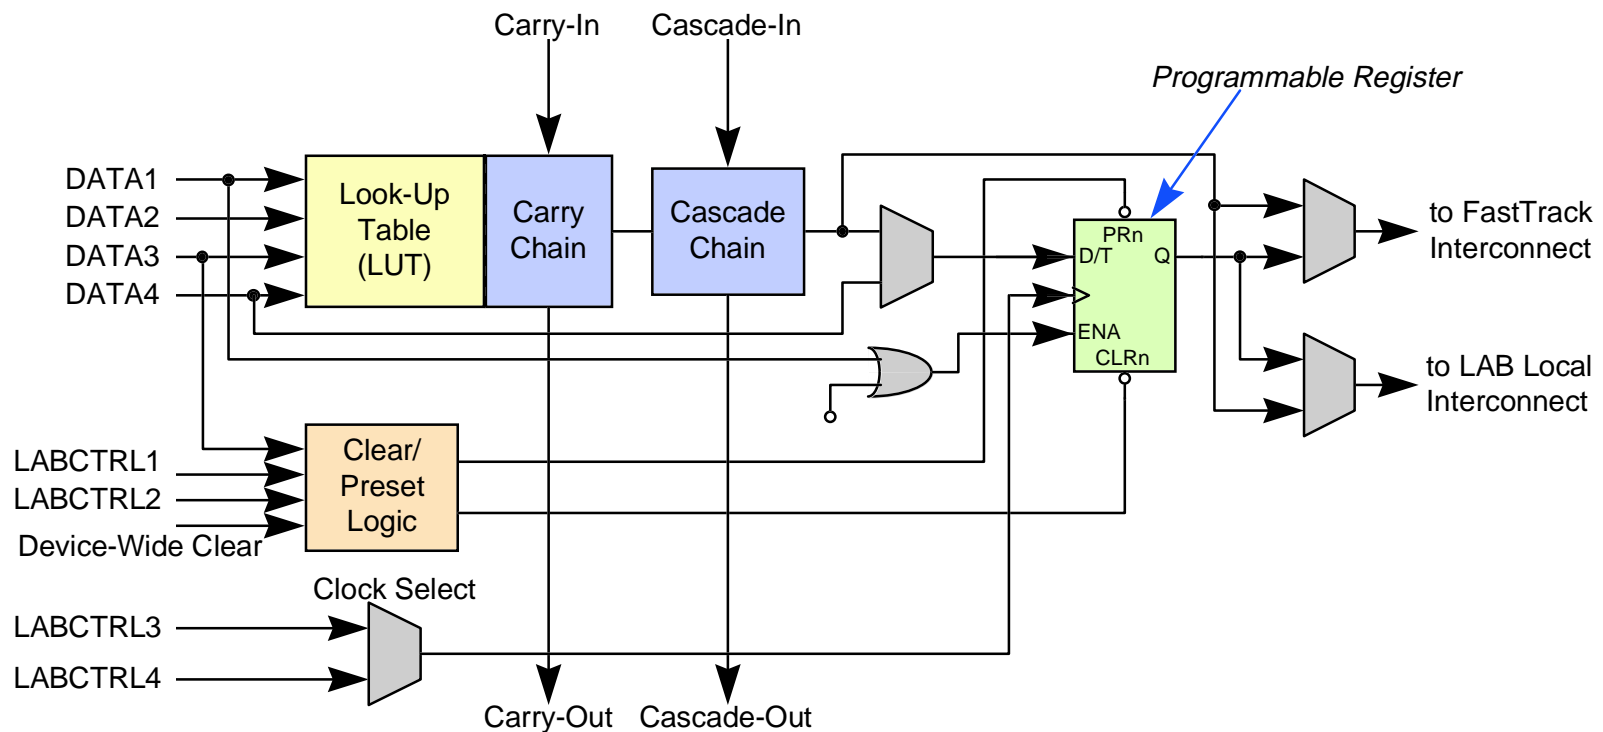 Carry-In
Cascade-In
Programmable Register
DATA1
DATA2
DATA3
DATA4
Look-Up
Table
(LUT)
Carry
Chain
Cascade
Chain
PRn
D/T
Q
ENA
CLRn
to FastTrack
Interconnect
to LAB Local
Interconnect
LABCTRL1
LABCTRL2
Device-Wide Clear
Clear/
Preset
Logic
Clock Select
LABCTRL3
LABCTRL4
Carry-Out
Cascade-Out